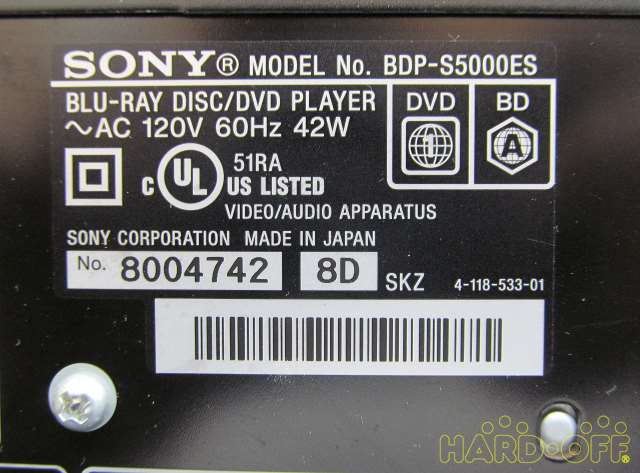 SONY® MODEL No. BDP-S5000ES
BLU-RAY DISC/DVD PLAYER
～AC 120V 60Hz 42W
DVD
1
BD
A
C UL US LISTED
51RA
VIDEO/AUDIO APPARATUS
SONY CORPORATION MADE IN JAPAN
No. 8004742 8D SKZ 4-118-533-01
HARD-OFF